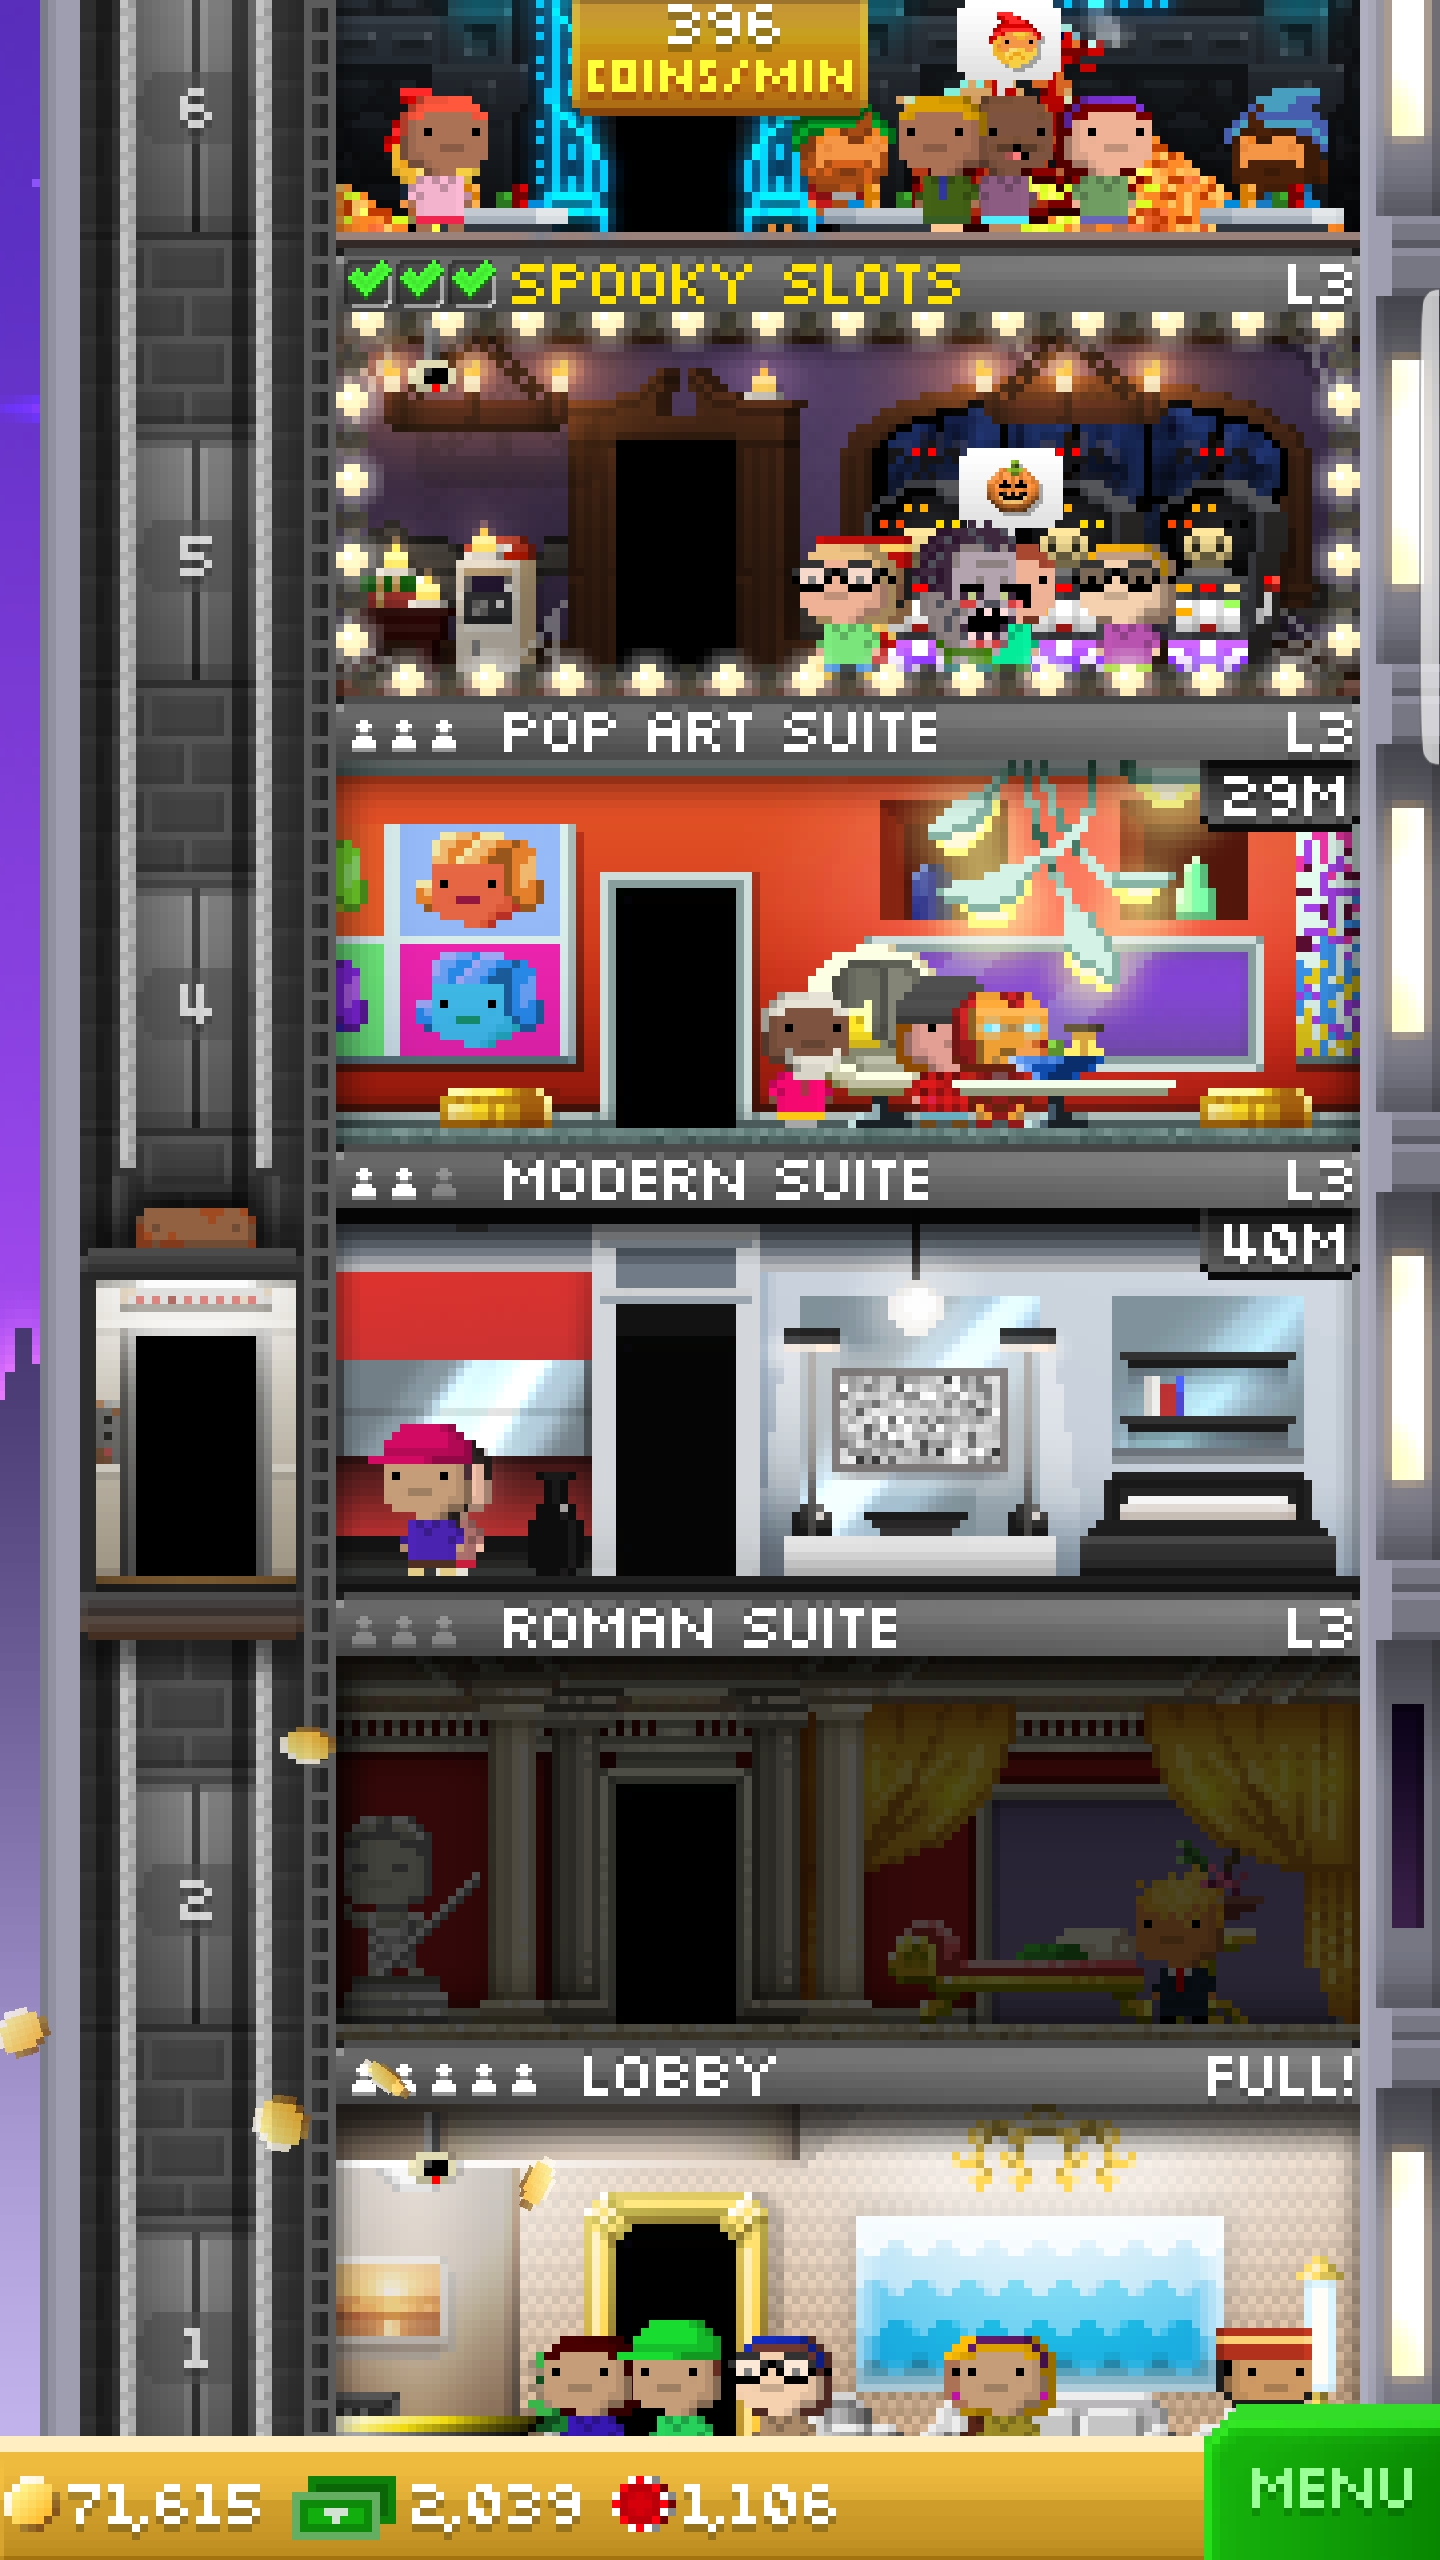 396
COINS/MIN
6
SPOOKY SLOTS L3
5
POP ART SUITE L3
29M
4
MODERN SUITE L3
40M
ROMAN SUITE L3
2
LOBBY FULL!
1
71,615 2,039 1,106 MENU